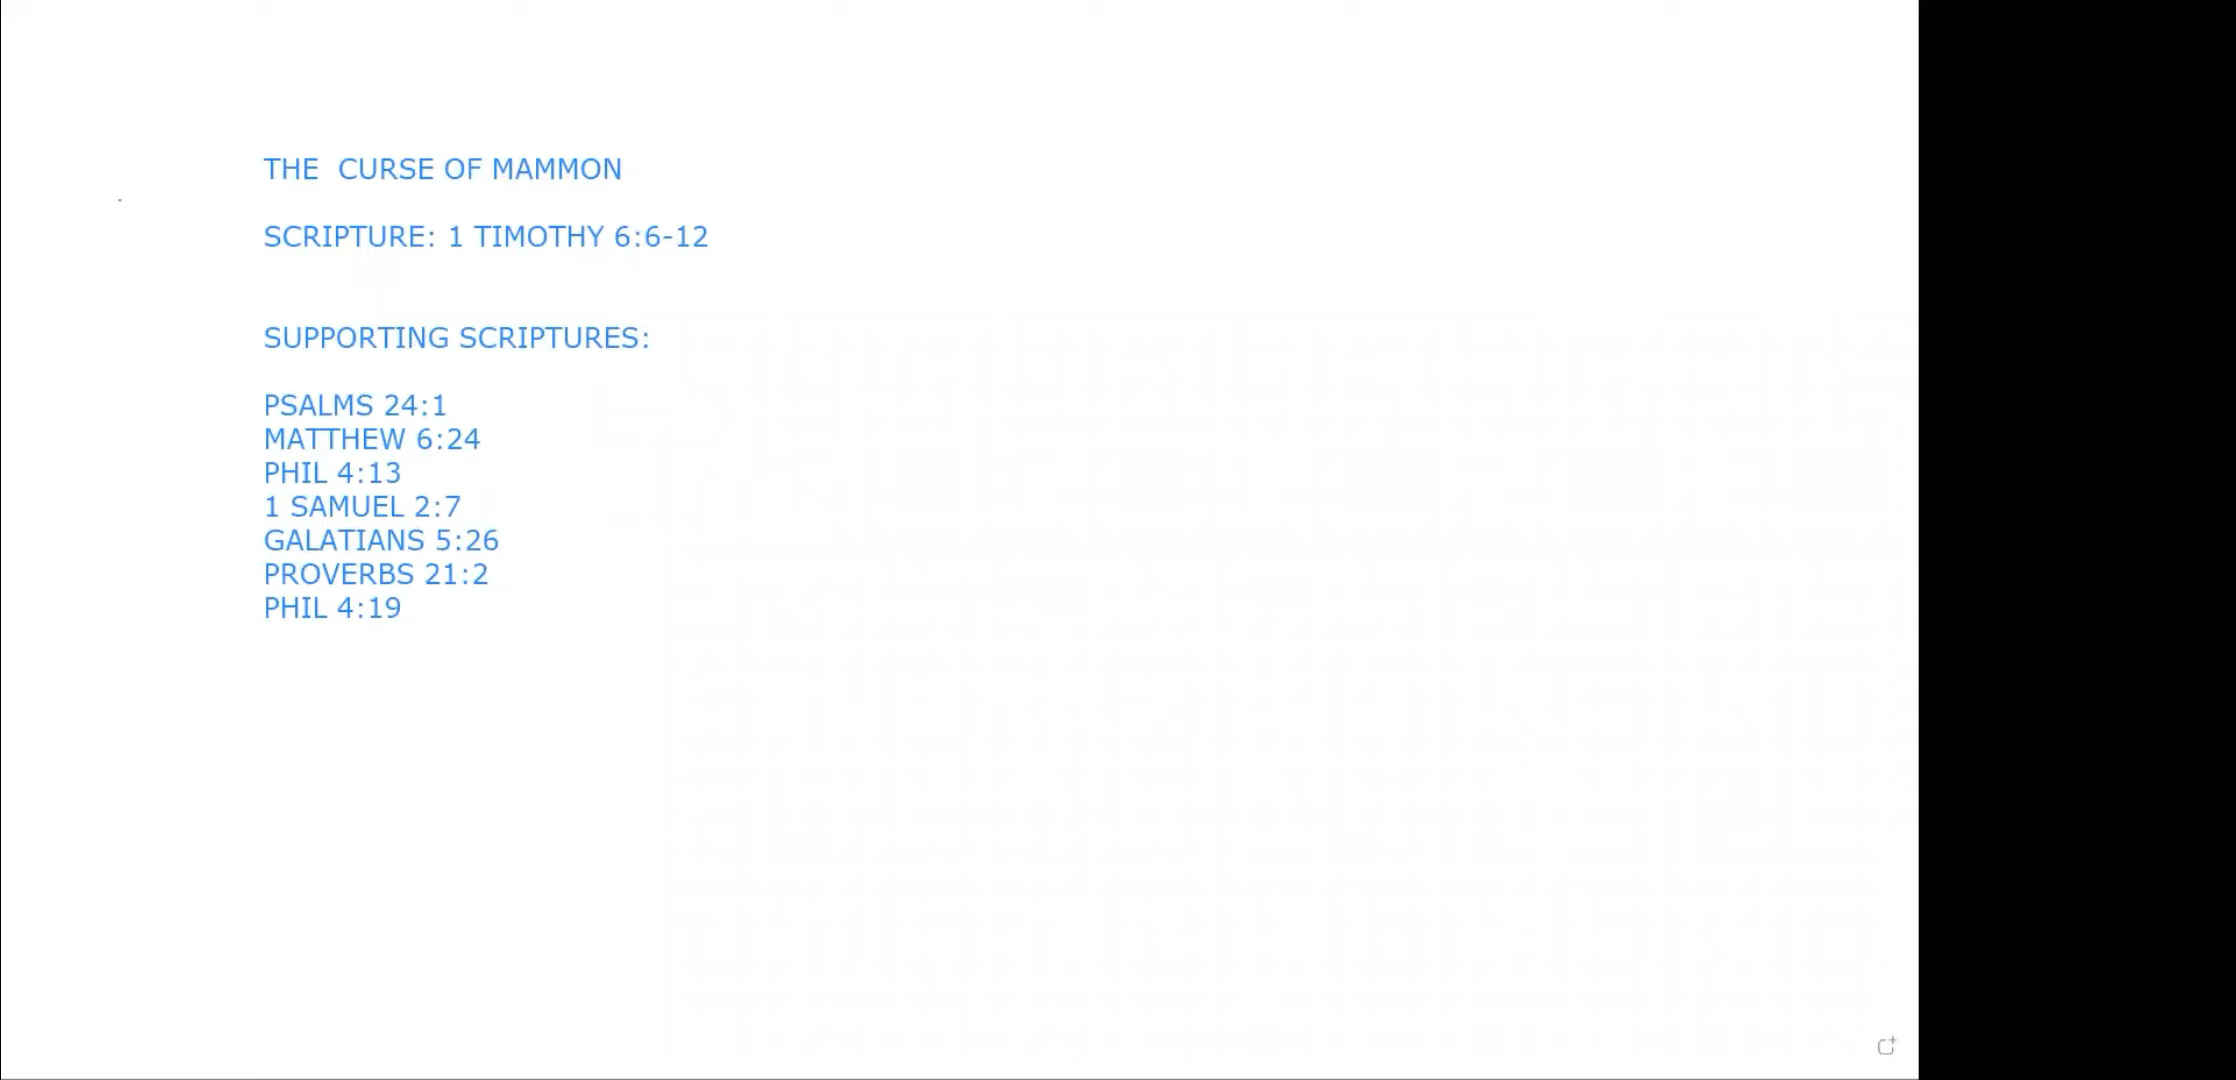 THE  CURSE OF MAMMON
SCRIPTURE: 1 TIMOTHY 6:6-12
SUPPORTING SCRIPTURES:
PSALMS 24:1
MATTHEW 6:24
PHIL 4:13
1 SAMUEL 2:7
GALATIANS 5:26
PROVERBS 21:2
PHIL 4:19